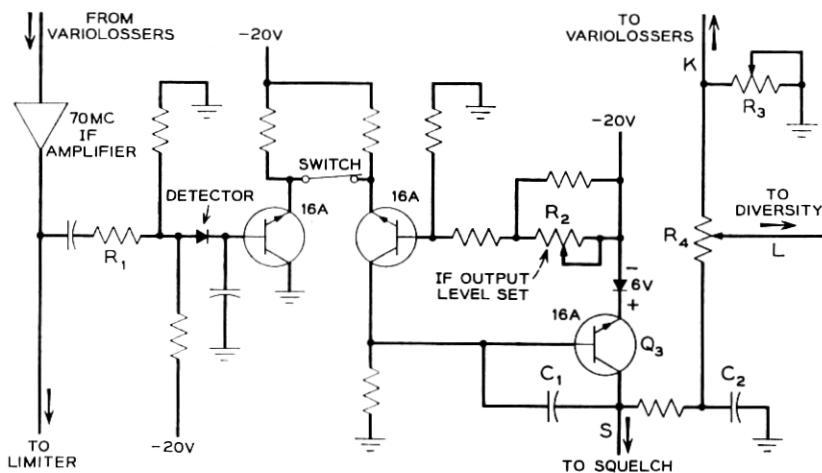 FROM
VARIOLOSSERS
TO
VARIOLOSSERS
-20V
K
R3
70MC
IF
AMPLIFIER
-20V
SWITCH
DETECTOR
16A
16A
TO
DIVERSITY
R2
R4
L
R1
IF OUTPUT
LEVEL SET
-
6V
+
16A
Q3
C1
C2
S
-20V
TO
LIMITER
TO SQUELCH